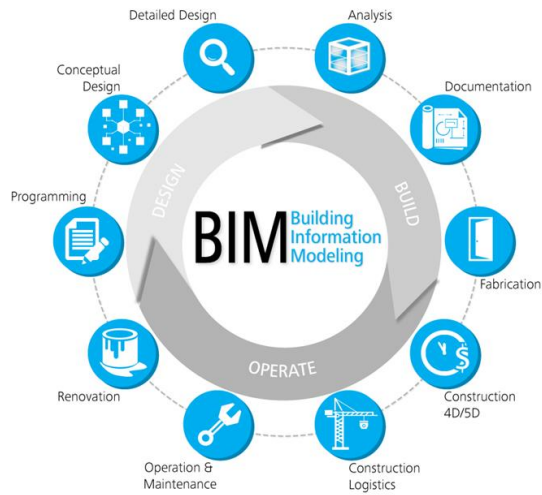 Detailed Design
Analysis
Conceptual
Design
Documentation
BIM
Programming
DESIGN
BUILD
BIM
Building
Information
Modeling
Fabrication
OPERATE
Renovation
Construction
4D/5D
Operation &
Maintenance
Construction
Logistics